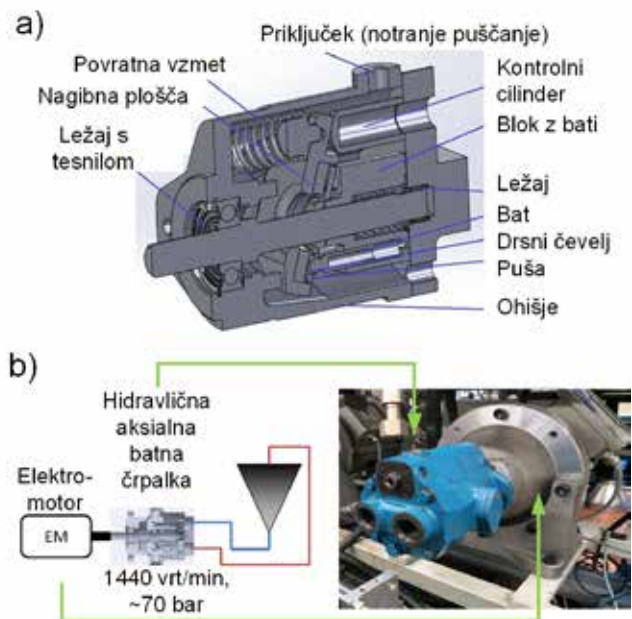 a)
Priključek (notranje puščanje)
Povratna vzmet
Nagibna plošča
Ležaj s
tesnilom
Kontrolni
cilinder
Blok z bati
Ležaj
Bat
Drsni čevelj
Puša
Ohišje
b)
Hidravlična
aksialna
batna
črpalka
Elektro-
motor
EM
1440 vrt/min,
~70 bar